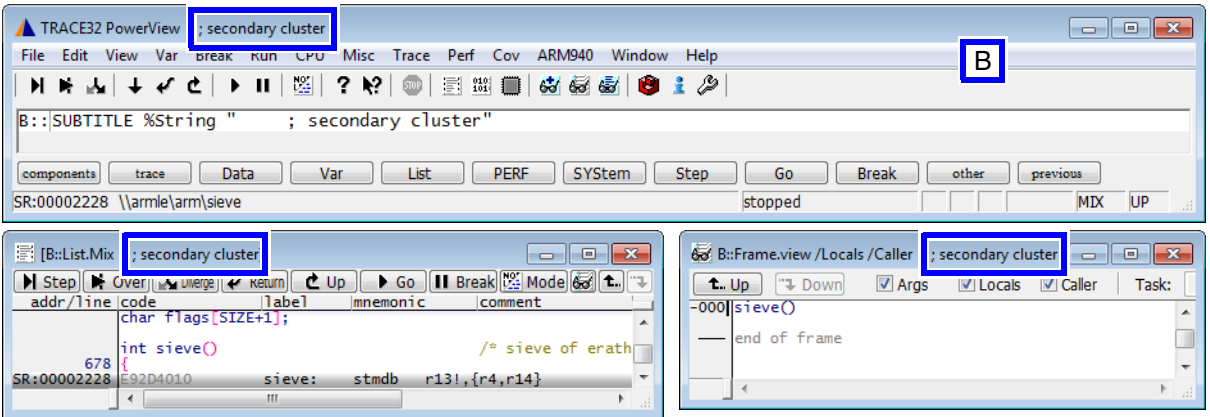 TRACE32 PowerView ; secondary cluster
File Edit View Var Break Run CPU Misc Trace Perf Cov ARM940 Window Help
B
B::SUBTITLE %String "     ; secondary cluster"
components trace Data Var List PERF SYStem Step Go Break other previous
SR:00002228 \\armle\arm\sieve stopped MIX UP
[B::List.Mix ; secondary cluster
Step Over Diverge Return Up Go Break Mode
addr/line code label mnemonic comment
char flags[SIZE+1];
int sieve() /* sieve of erath
678 {
SR:00002228 E92D4010 sieve: stmdb r13!,{r4,r14}
B::Frame.view /Locals /Caller ; secondary cluster
Up Down Args Locals Caller Task:
-000 sieve()
end of frame